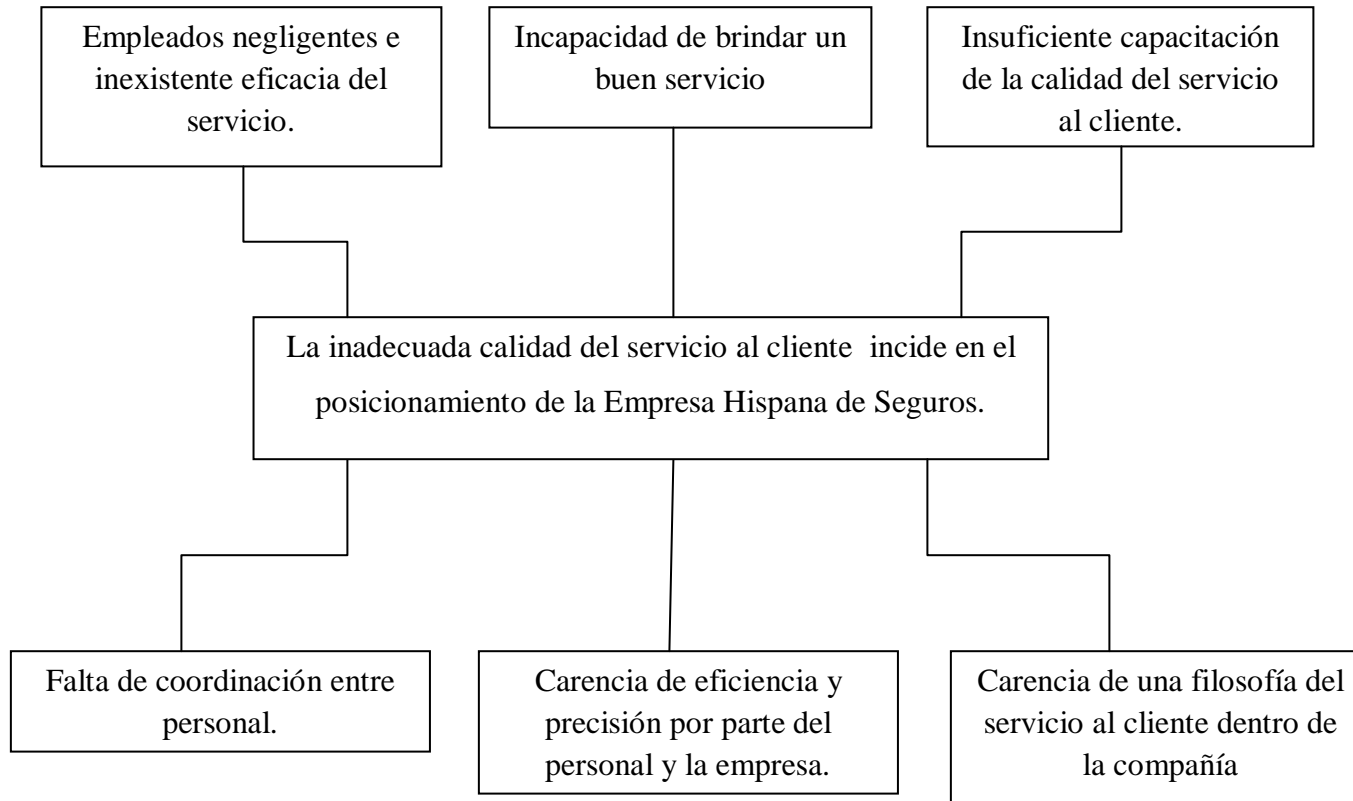 Empleados negligentes e
inexistente eficacia del
servicio.
Incapacidad de brindar un
buen servicio
Insuficiente capacitación
de la calidad del servicio
al cliente.
La inadecuada calidad del servicio al cliente  incide en el
posicionamiento de la Empresa Hispana de Seguros.
Falta de coordinación entre
personal.
Carencia de eficiencia y
precisión por parte del
personal y la empresa.
Carencia de una filosofía del
servicio al cliente dentro de
la compañía